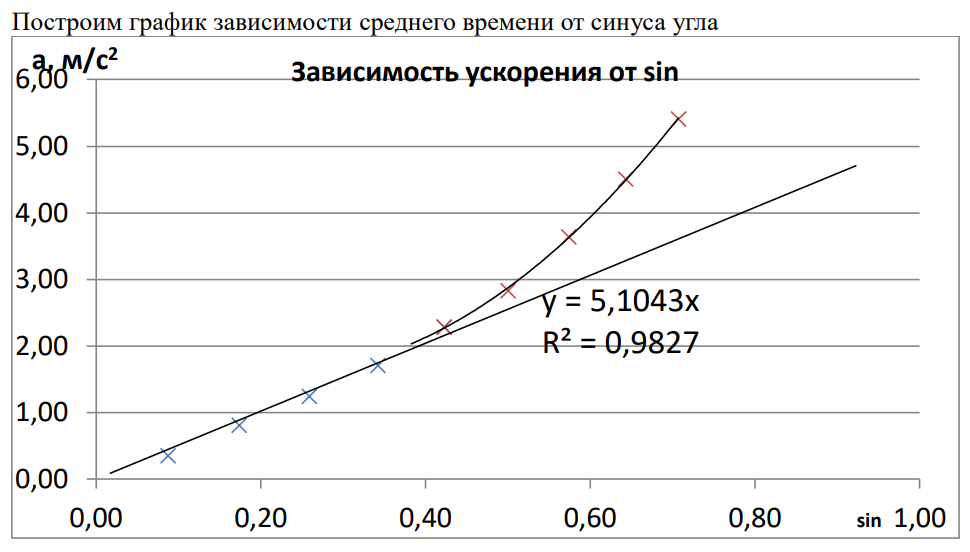 Построим график зависимости среднего времени от синуса угла
а, м/с²
Зависимость ускорения от sin
6,00
5,00
4,00
3,00
y = 5,1043x
R² = 0,9827
2,00
1,00
0,00
0,00 0,20 0,40 0,60 0,80 sin 1,00